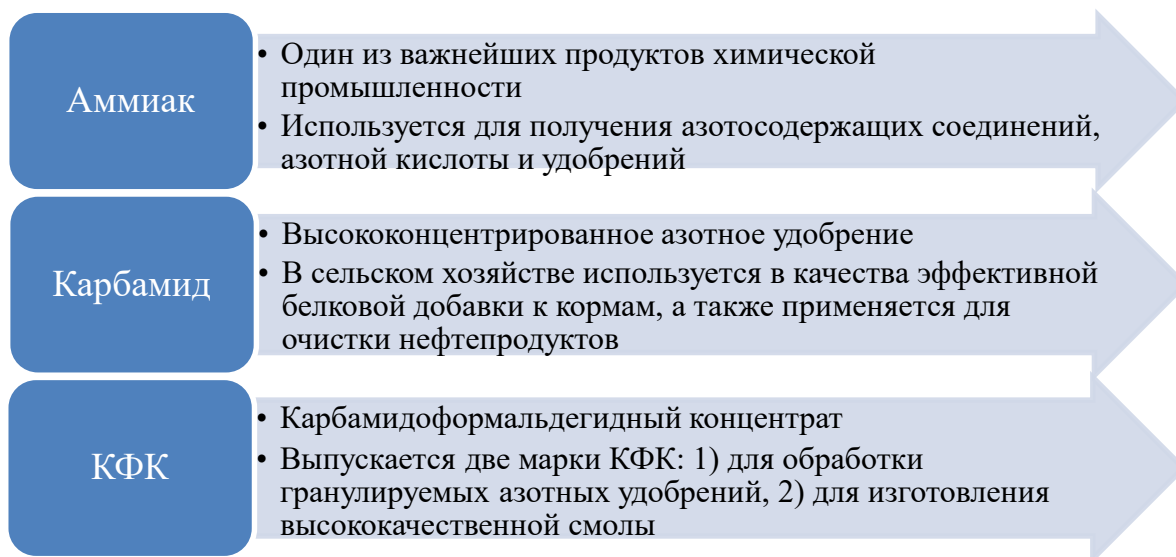 Аммиак
• Один из важнейших продуктов химической
промышленности
• Используется для получения азотосодержащих соединений,
азотной кислоты и удобрений
Карбамид
• Высококонцентрированное азотное удобрение
• В сельском хозяйстве используется в качества эффективной
белковой добавки к кормам, а также применяется для
очистки нефтепродуктов
КФК
• Карбамидоформальдегидный концентрат
• Выпускается две марки КФК: 1) для обработки
гранулируемых азотных удобрений, 2) для изготовления
высококачественной смолы